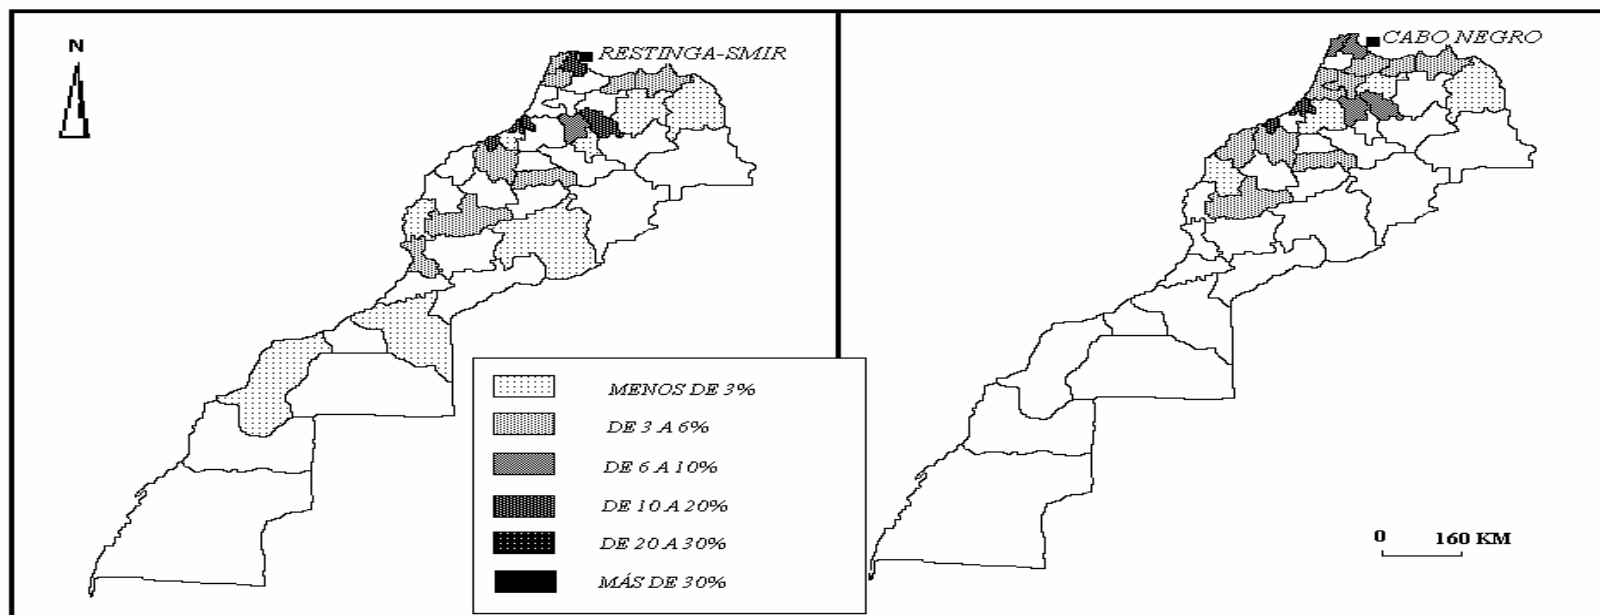 N
RESTINGA-SMIR
CABO NEGRO
MENOS DE 3%
DE 3 A 6%
DE 6 A 10%
DE 10 A 20%
DE 20 A 30%
MÁS DE 30%
0 160 KM